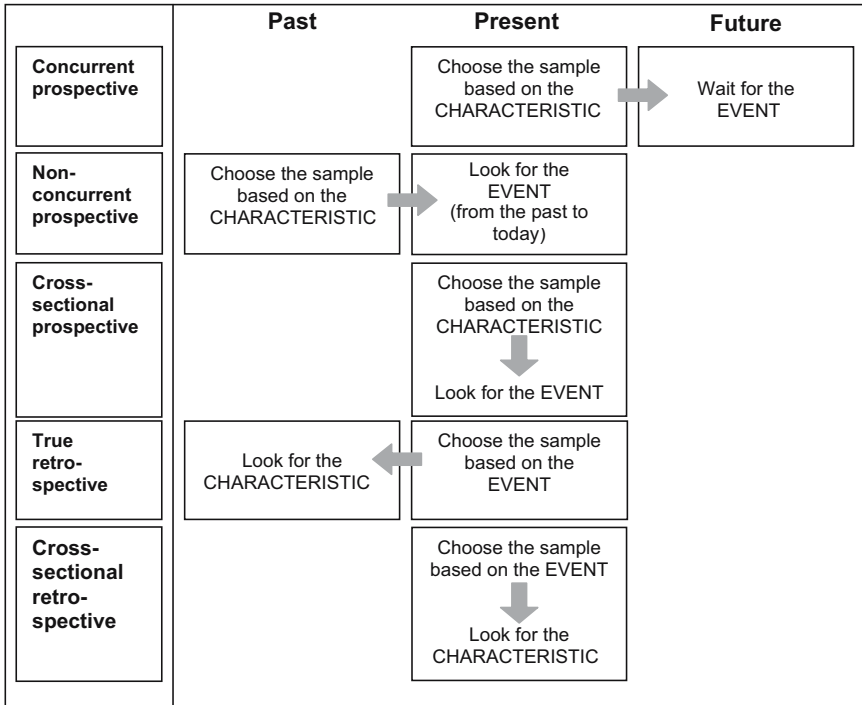 Past Present Future
Concurrent
prospective
Choose the sample
based on the
CHARACTERISTIC
Wait for the
EVENT
Non-
concurrent
prospective
Choose the sample
based on the
CHARACTERISTIC
Look for the
EVENT
(from the past to
today)
Cross-
sectional
prospective
Choose the sample
based on the
CHARACTERISTIC
Look for the EVENT
True
retro-
spective
Look for the
CHARACTERISTIC
Choose the sample
based on the
EVENT
Cross-
sectional
retro-
spective
Choose the sample
based on the EVENT
Look for the
CHARACTERISTIC